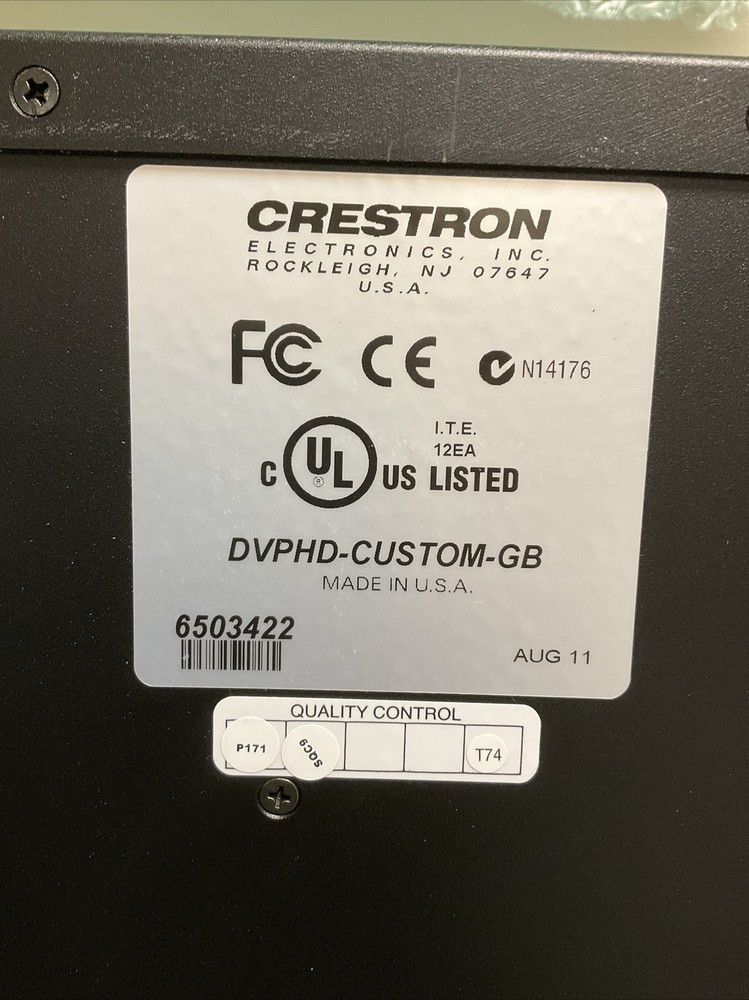 CRESTRON
ELECTRONICS, INC.
ROCKLEIGH, NJ 07647
U.S.A.
FC CE N14176
I.T.E.
12EA
C UL ® US LISTED
DVPHD-CUSTOM-GB
MADE IN U.S.A.
6503422
AUG 11
QUALITY CONTROL
P171 SQC9 T74